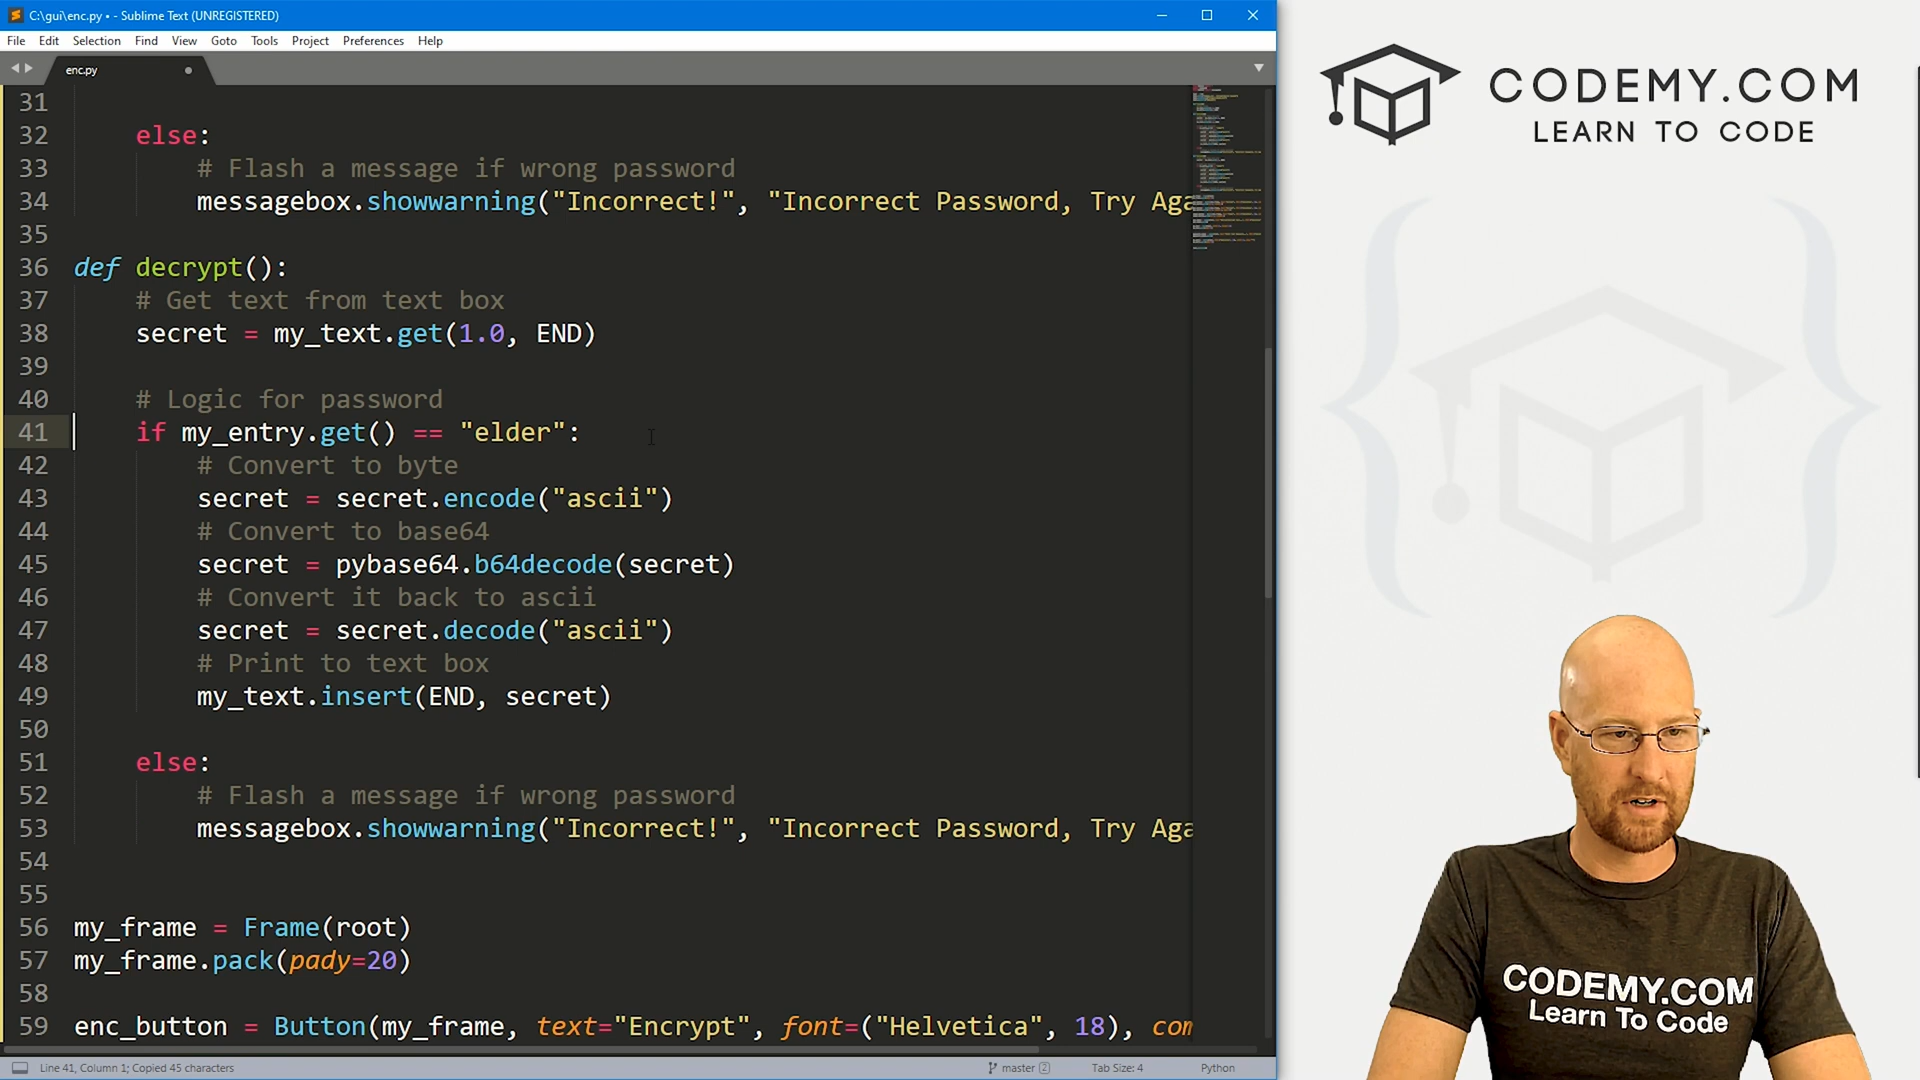 C:\gui\enc.py • - Sublime Text (UNREGISTERED)
File Edit Selection Find View Goto Tools Project Preferences Help
enc.py
31
32 else:
33 # Flash a message if wrong password
34 messagebox.showwarning("Incorrect!", "Incorrect Password, Try Aga
35
36 def decrypt():
37 # Get text from text box
38 secret = my_text.get(1.0, END)
39
40 # Logic for password
41 if my_entry.get() == "elder":
42 # Convert to byte
43 secret = secret.encode("ascii")
44 # Convert to base64
45 secret = pybase64.b64decode(secret)
46 # Convert it back to ascii
47 secret = secret.decode("ascii")
48 # Print to text box
49 my_text.insert(END, secret)
50
51 else:
52 # Flash a message if wrong password
53 messagebox.showwarning("Incorrect!", "Incorrect Password, Try Aga
54
55
56 my_frame = Frame(root)
57 my_frame.pack(pady=20)
58
59 enc_button = Button(my_frame, text="Encrypt", font=("Helvetica", 18), com
Line 41, Column 1; Copied 45 characters
master 2
Tab Size: 4
Python
CODEMY.COM
LEARN TO CODE
CODEMY.COM
Learn To Code